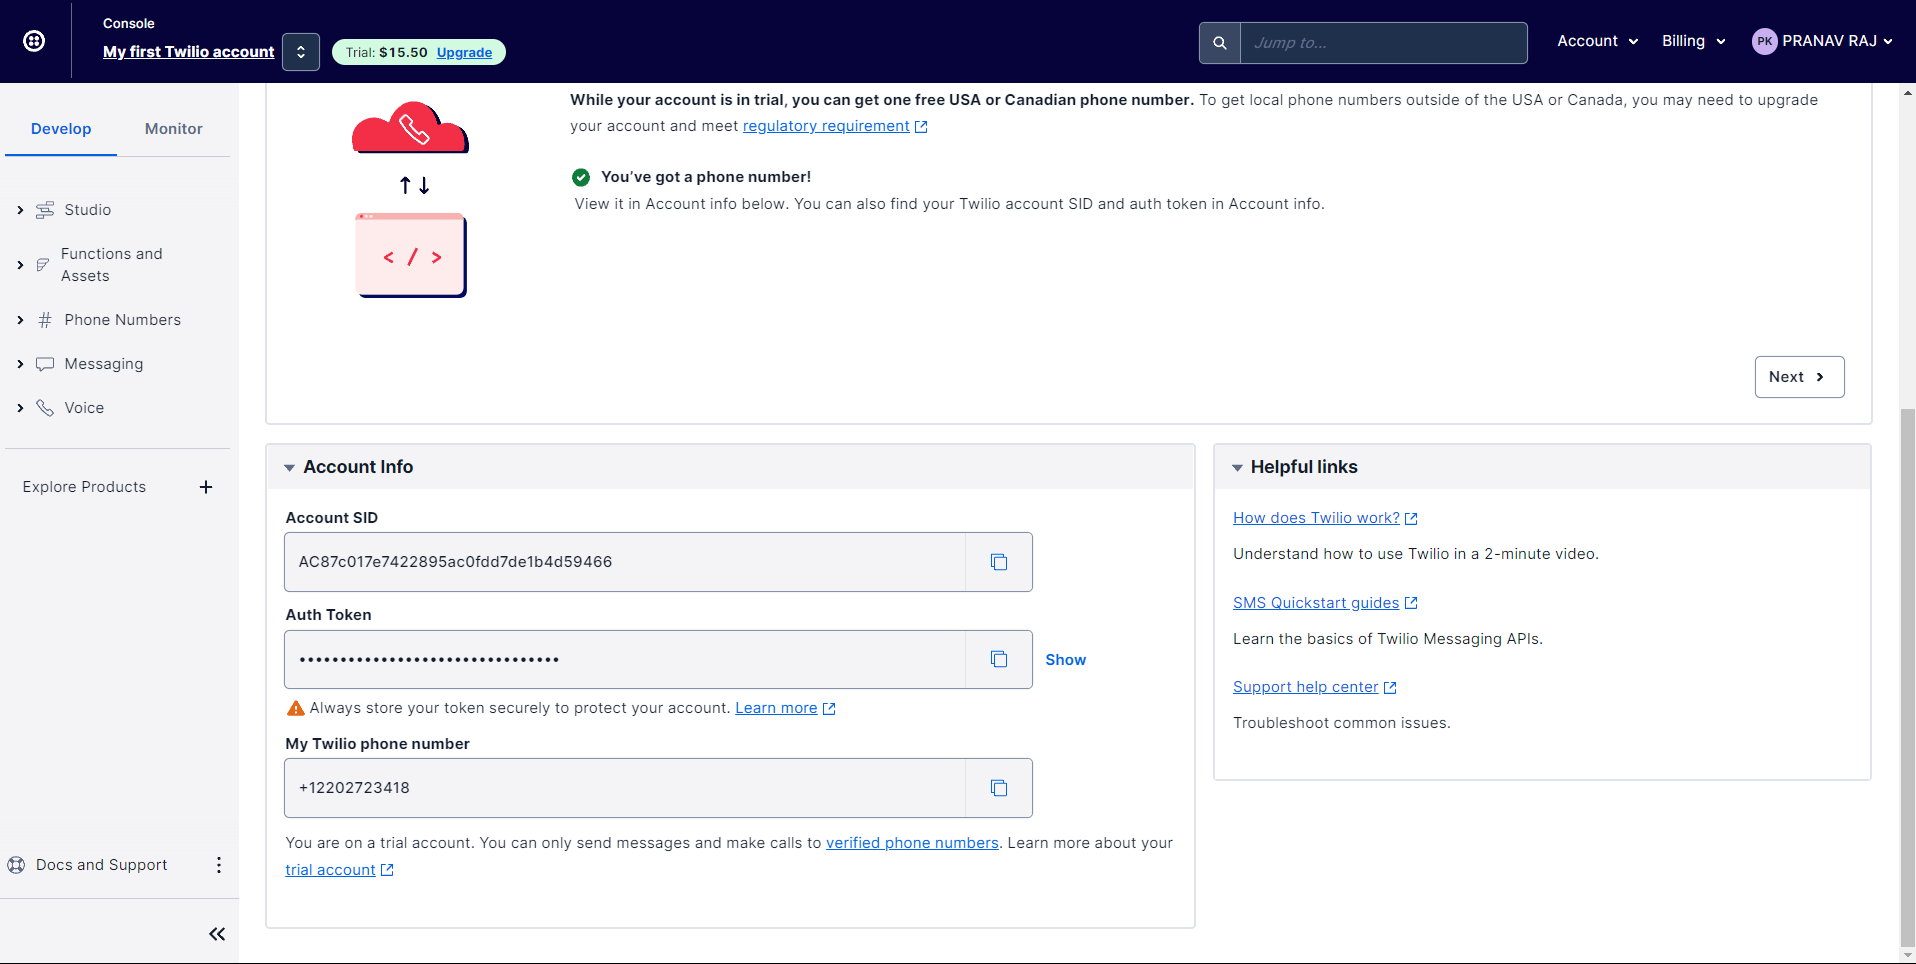 Console
My first Twilio account
Trial: $15.50 Upgrade
Jump to...
Account
Billing
PK PRANAV RAJ
Develop
Monitor
Studio
Functions and
Assets
Phone Numbers
Messaging
Voice
Explore Products
Docs and Support
While your account is in trial, you can get one free USA or Canadian phone number. To get local phone numbers outside of the USA or Canada, you may need to upgrade
your account and meet regulatory requirement
You've got a phone number!
View it in Account info below. You can also find your Twilio account SID and auth token in Account info.
< / >
Next
Account Info
Account SID
AC87c017e7422895ac0fdd7de1b4d59466
Auth Token
••••••••••••••••••••••••••••••••
Show
Always store your token securely to protect your account. Learn more
My Twilio phone number
+12202723418
You are on a trial account. You can only send messages and make calls to verified phone numbers. Learn more about your
trial account
Helpful links
How does Twilio work?
Understand how to use Twilio in a 2-minute video.
SMS Quickstart guides
Learn the basics of Twilio Messaging APIs.
Support help center
Troubleshoot common issues.